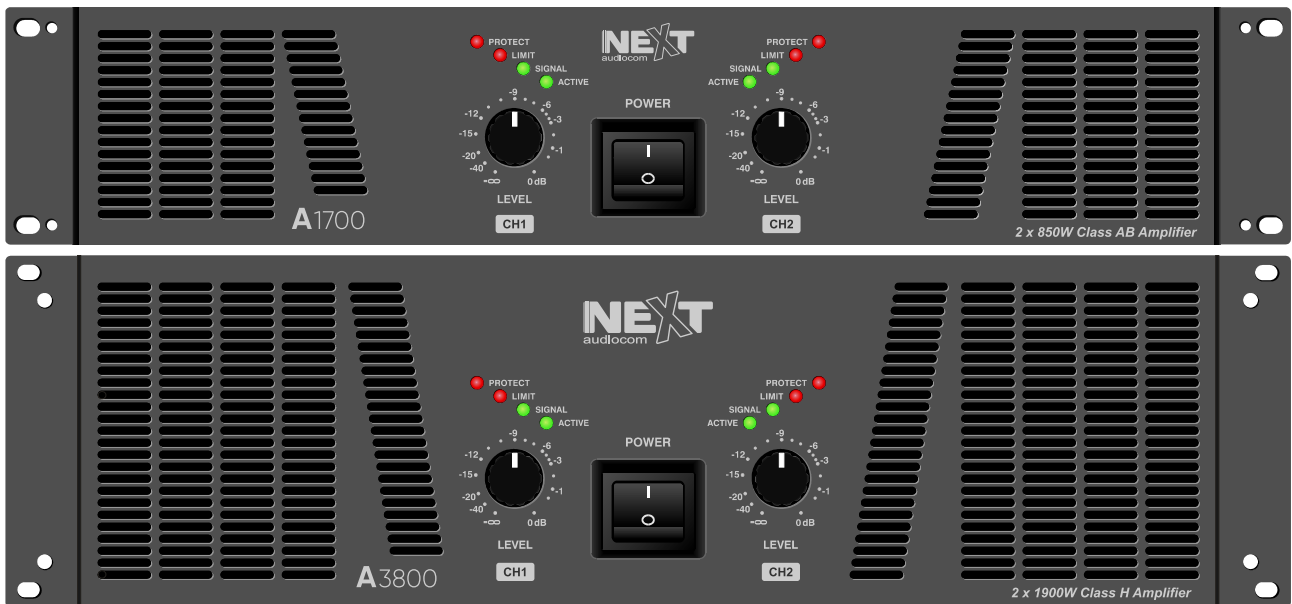 NEXT
audiocom
PROTECT
LIMIT
SIGNAL
ACTIVE
-9
-12 -6
-3
-15
-1
-20
-40
-∞ 0 dB
LEVEL
CH1
POWER
I
O
PROTECT
LIMIT
SIGNAL
ACTIVE
-9
-12 -6
-3
-15
-1
-20
-40
-∞ 0 dB
LEVEL
CH2
A1700
2 x 850W Class AB Amplifier
NEXT
audiocom
PROTECT
LIMIT
SIGNAL
ACTIVE
-9
-12 -6
-3
-15
-1
-20
-40
-∞ 0 dB
LEVEL
CH1
POWER
I
O
PROTECT
LIMIT
SIGNAL
ACTIVE
-9
-12 -6
-3
-15
-1
-20
-40
-∞ 0 dB
LEVEL
CH2
A3800
2 x 1900W Class H Amplifier